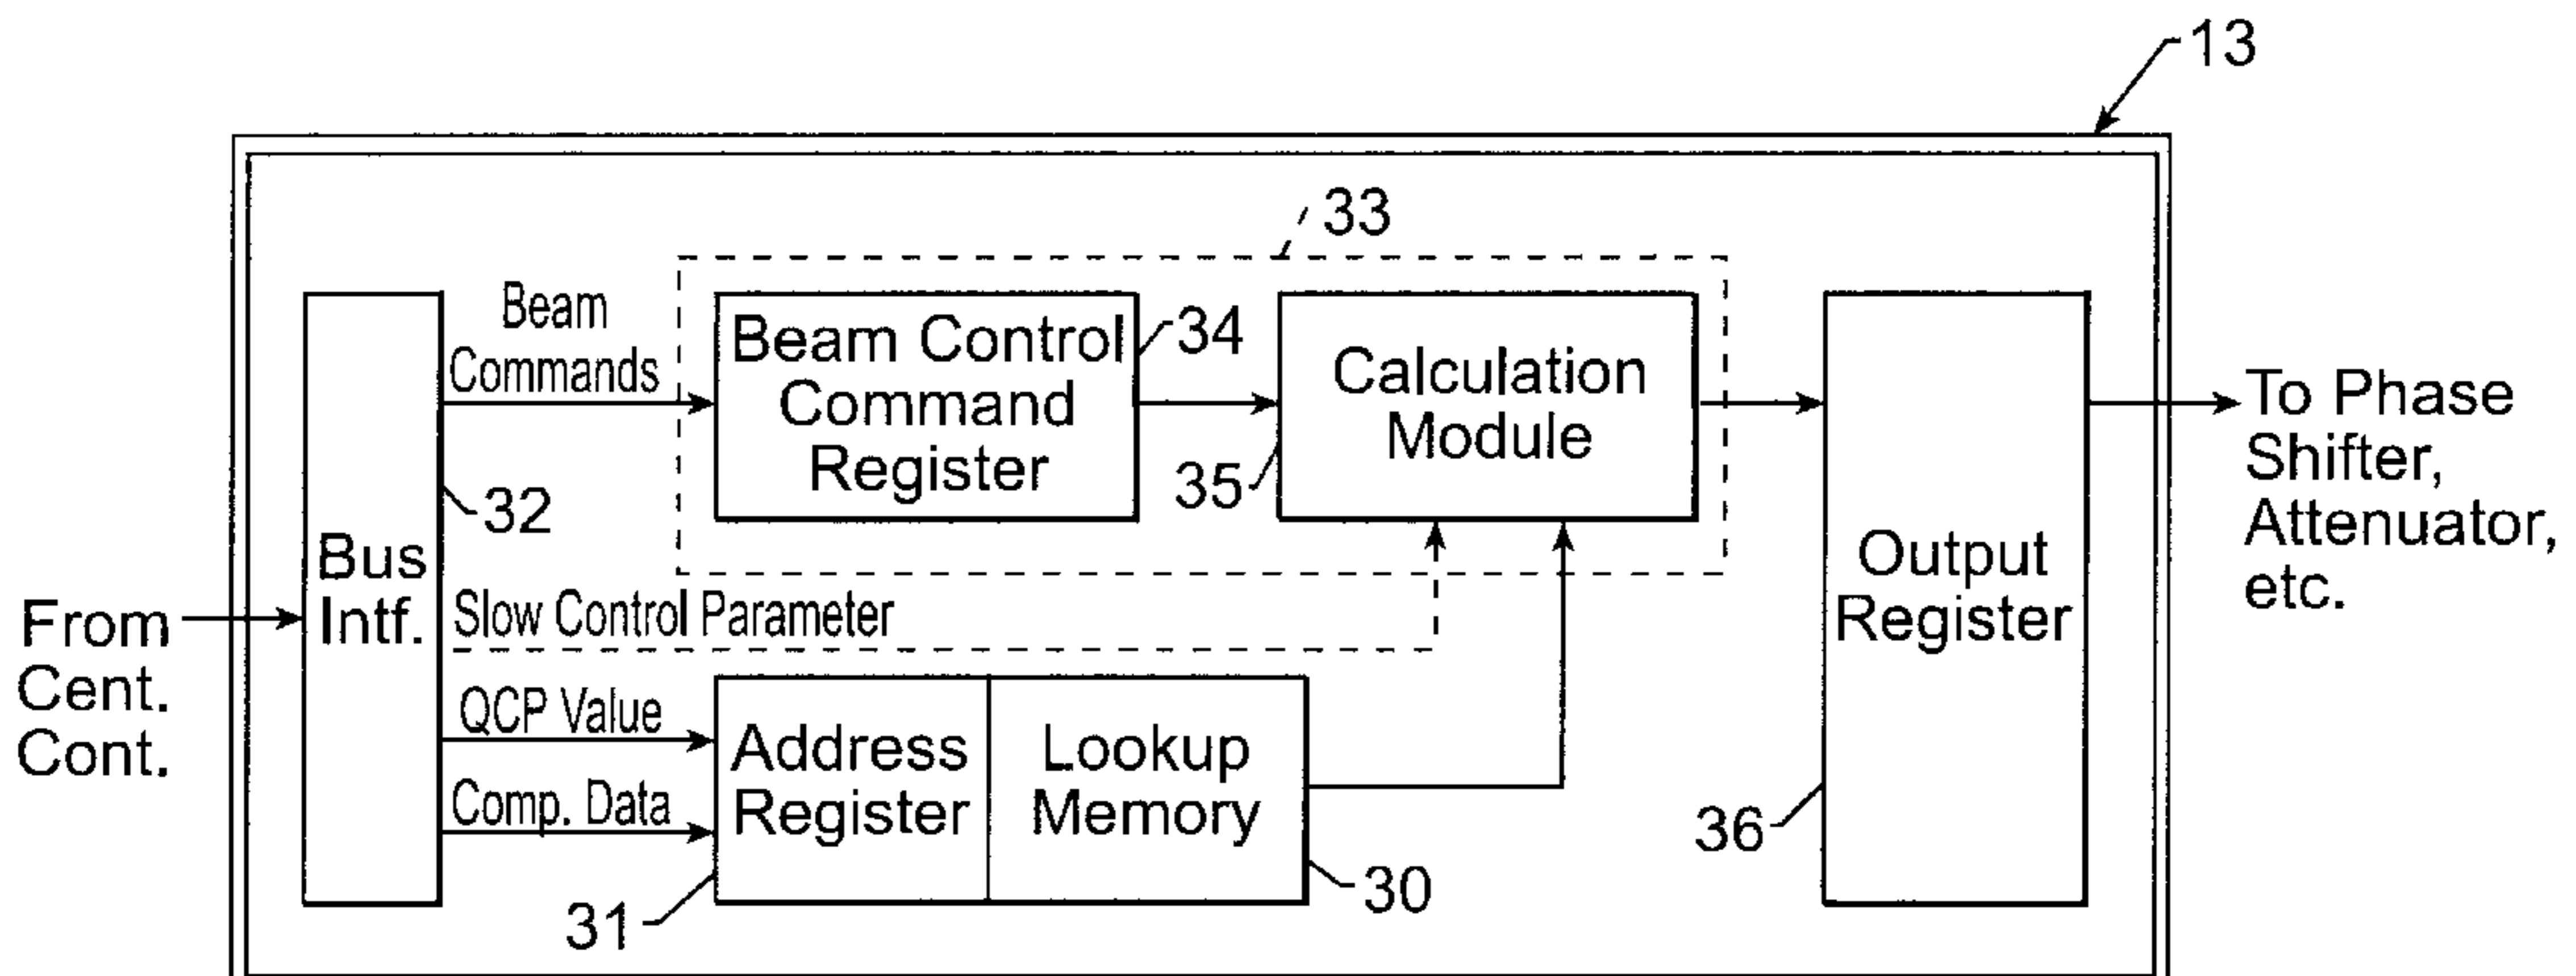 13
33
Beam
Commands
Beam Control
Command
Register
34
Calculation
Module
35
32
Bus
Intf.
From
Cent.
Cont.
Slow Control Parameter
QCP Value
Comp. Data
Address
Register
31
Lookup
Memory
30
Output
Register
36
To Phase
Shifter,
Attenuator,
etc.